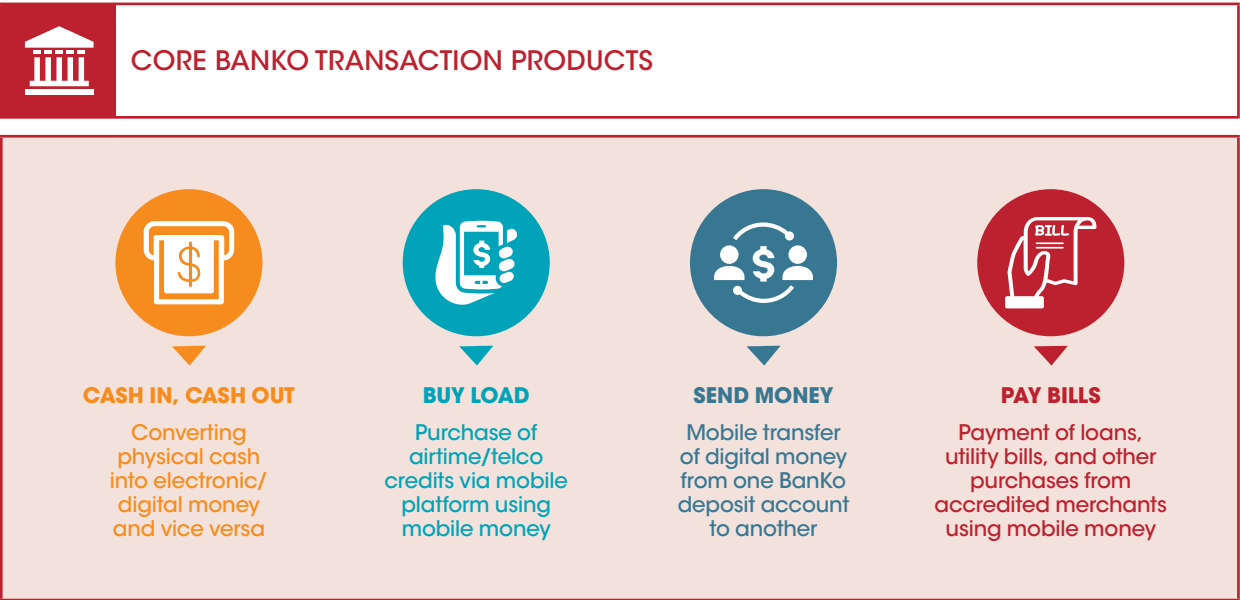 CORE BANKO TRANSACTION PRODUCTS
$
$
$
BILL
CASH IN, CASH OUT
Converting
physical cash
into electronic/
digital money
and vice versa
BUY LOAD
Purchase of
airtime/telco
credits via mobile
platform using
mobile money
SEND MONEY
Mobile transfer
of digital money
from one BanKo
deposit account
to another
PAY BILLS
Payment of loans,
utility bills, and other
purchases from
accredited merchants
using mobile money